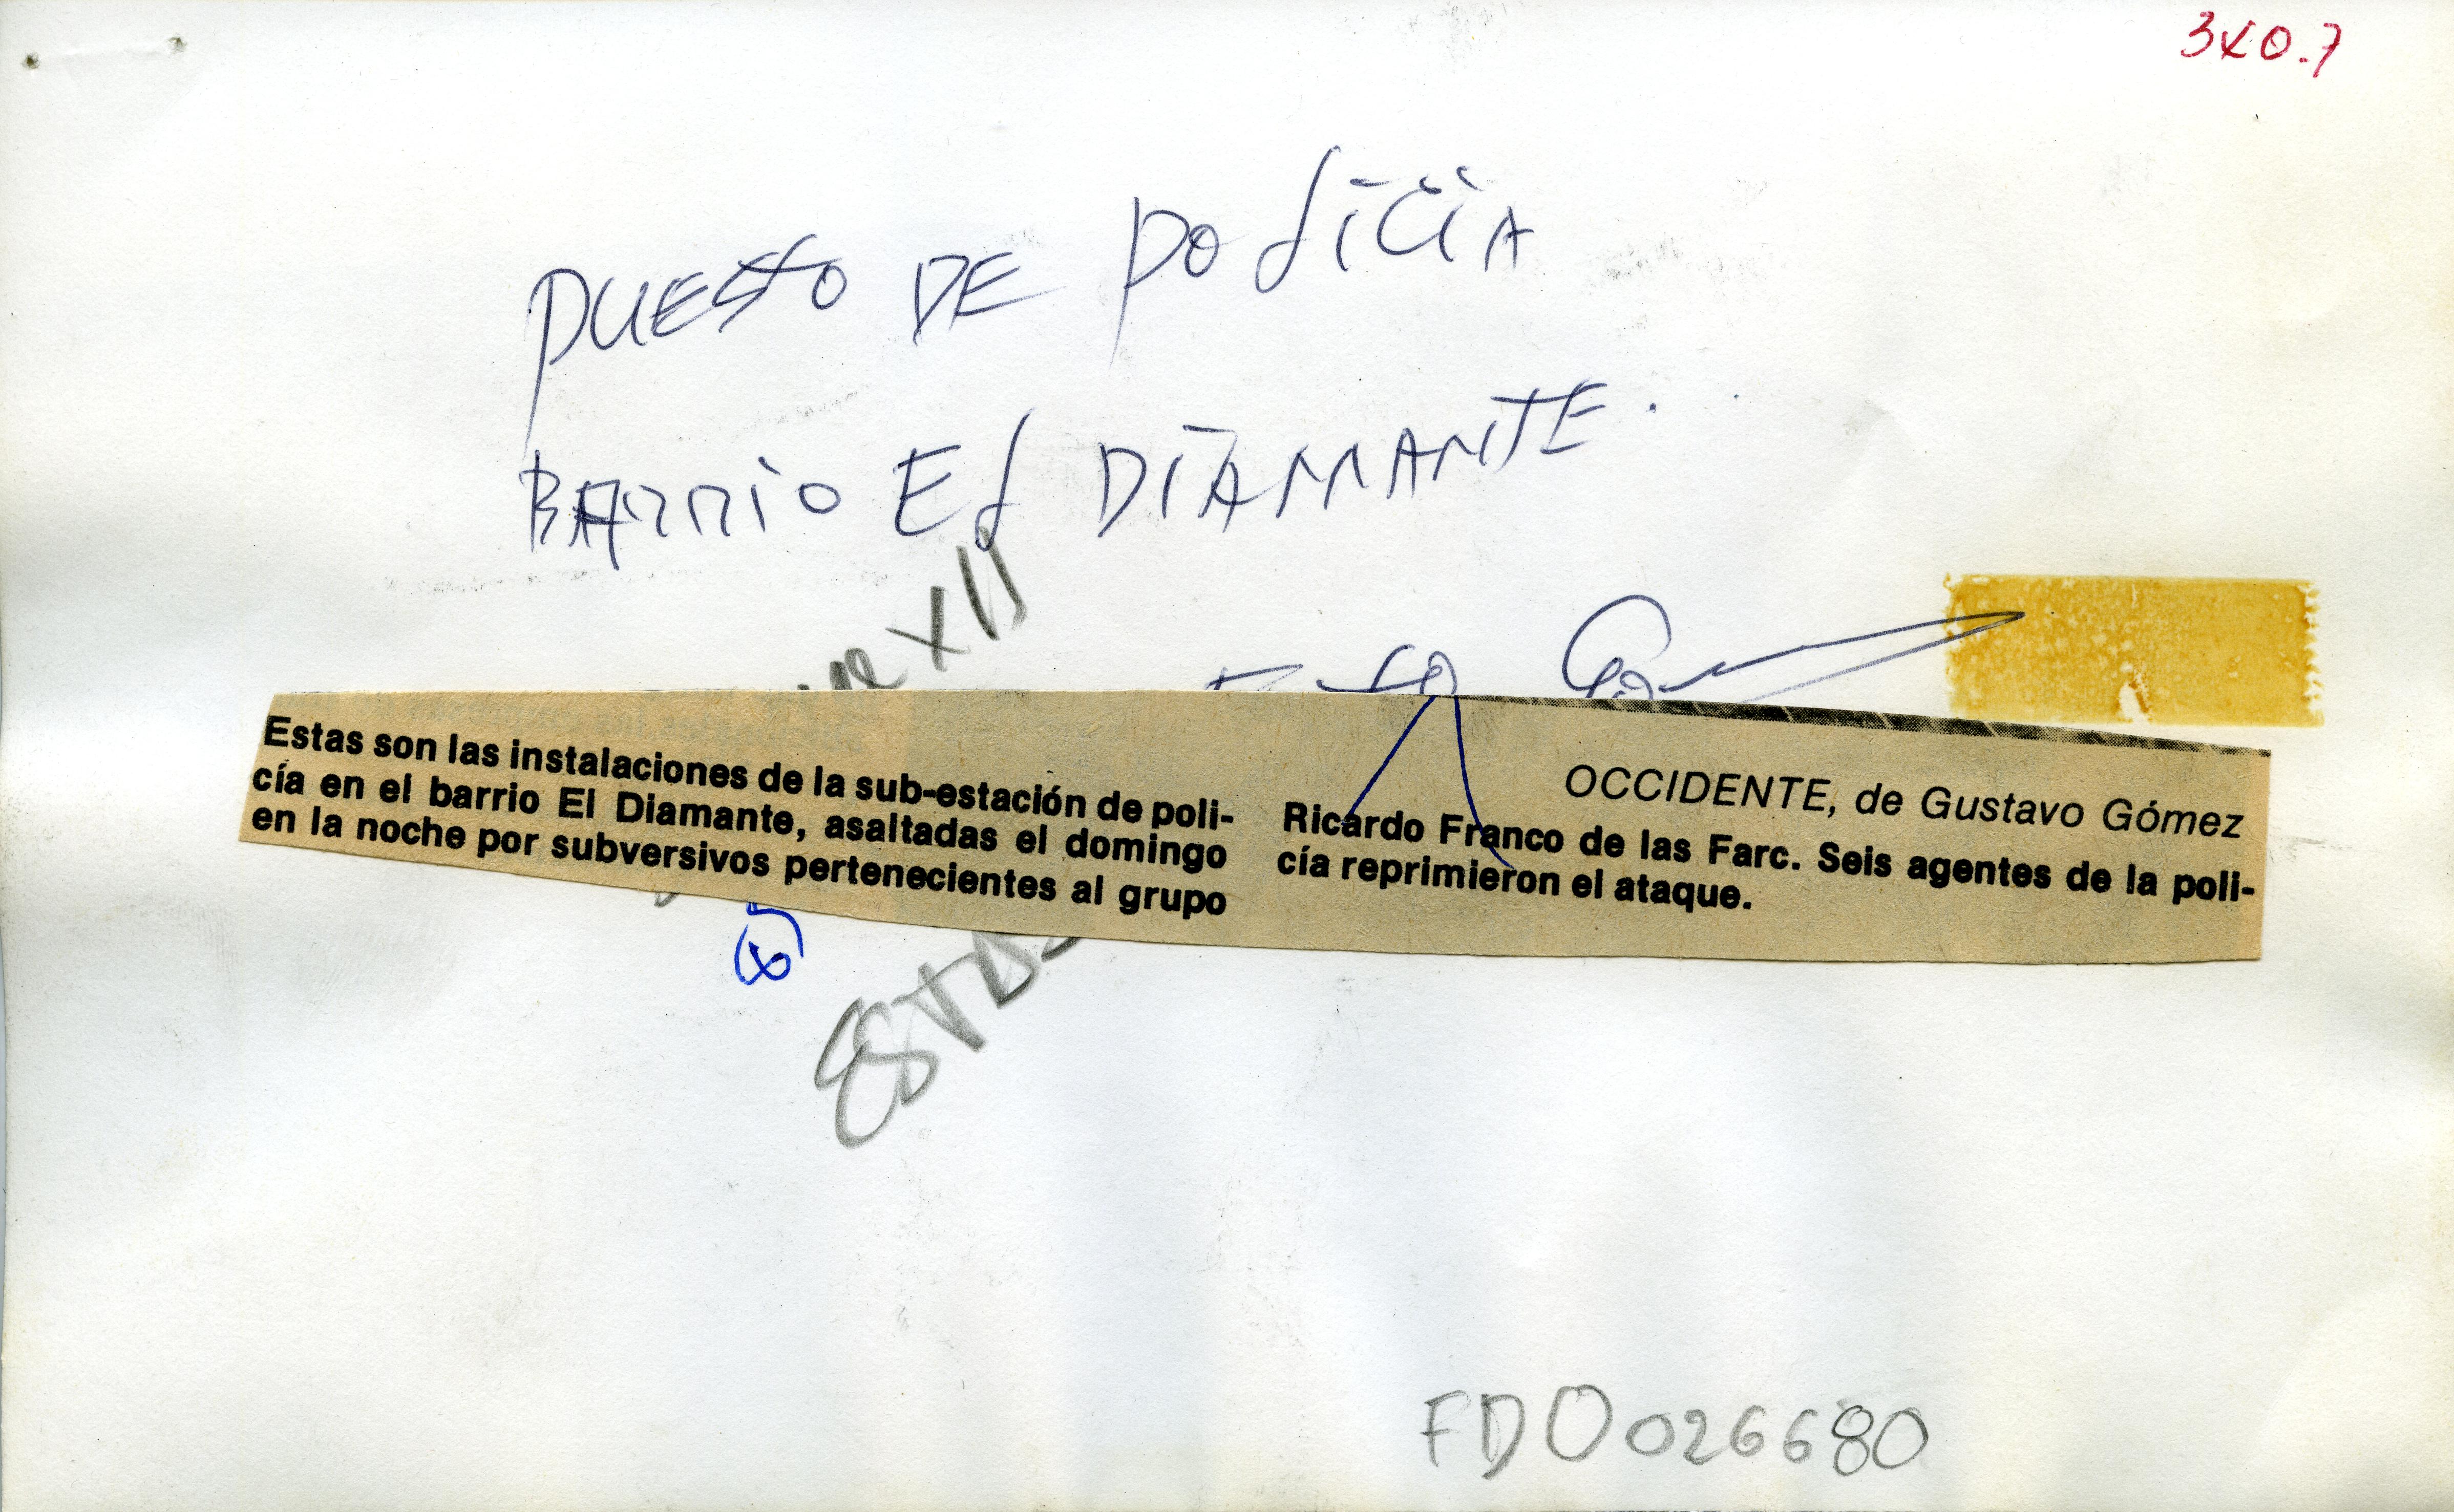 3x0.7
PUESTO DE POLICIA
BARRIO El DIAMANTE.
XII
Estas son las instalaciones de la sub-estación de poli-
cía en el barrio El Diamante, asaltadas el domingo
en la noche por subversivos pertenecientes al grupo
OCCIDENTE, de Gustavo Gómez
Ricardo Franco de las Farc. Seis agentes de la poli-
cía reprimieron el ataque.
FDO026680